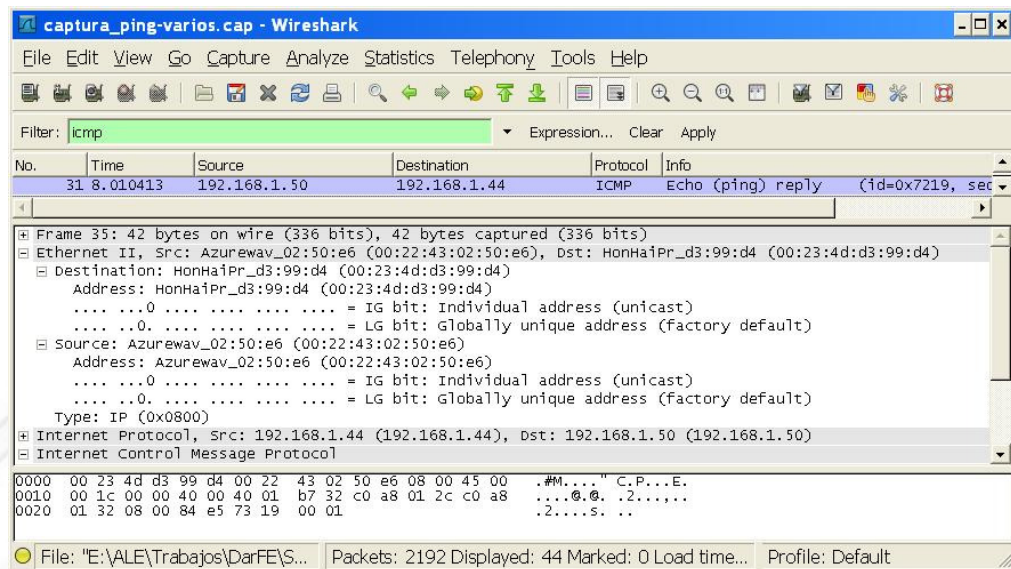 captura_ping-varios.cap - Wireshark
File Edit View Go Capture Analyze Statistics Telephony Tools Help
Filter: icmp Expression... Clear Apply
No. Time Source Destination Protocol Info
31 8.010413 192.168.1.50 192.168.1.44 ICMP Echo (ping) reply (id=0x7219, sec
Frame 35: 42 bytes on wire (336 bits), 42 bytes captured (336 bits)
Ethernet II, Src: Azurewav_02:50:e6 (00:22:43:02:50:e6), Dst: HonHaiPr_d3:99:d4 (00:23:4d:d3:99:d4)
Destination: HonHaiPr_d3:99:d4 (00:23:4d:d3:99:d4)
Address: HonHaiPr_d3:99:d4 (00:23:4d:d3:99:d4)
.... ...0 .... .... .... .... = IG bit: Individual address (unicast)
.... ..0. .... .... .... .... = LG bit: Globally unique address (factory default)
Source: Azurewav_02:50:e6 (00:22:43:02:50:e6)
Address: Azurewav_02:50:e6 (00:22:43:02:50:e6)
.... ...0 .... .... .... .... = IG bit: Individual address (unicast)
.... ..0. .... .... .... .... = LG bit: Globally unique address (factory default)
Type: IP (0x0800)
Internet Protocol, Src: 192.168.1.44 (192.168.1.44), Dst: 192.168.1.50 (192.168.1.50)
Internet Control Message Protocol
0000 00 23 4d d3 99 d4 00 22 43 02 50 e6 08 00 45 00 .#M...." C.P...E.
0010 00 1c 00 00 40 00 40 01 b7 32 c0 a8 01 2c c0 a8 ....@.@. .2...,..
0020 01 32 08 00 84 e5 73 19 00 01 .2....s. ..
File: "E:\ALE\Trabajos\DarFE\S... Packets: 2192 Displayed: 44 Marked: 0 Load time... Profile: Default